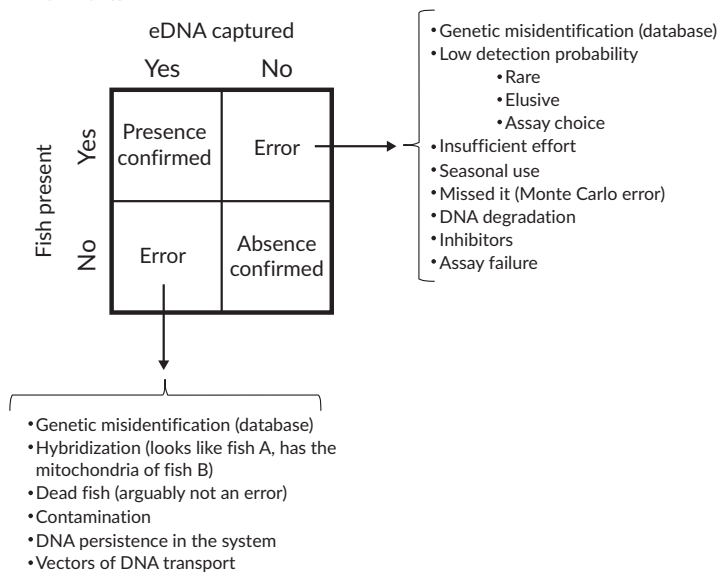 eDNA captured
Yes No
Fish present
Yes
No
Presence
confirmed
Error
Error
Absence
confirmed
•Genetic misidentification (database)
•Low detection probability
•Rare
•Elusive
•Assay choice
•Insufficient effort
•Seasonal use
•Missed it (Monte Carlo error)
•DNA degradation
•Inhibitors
•Assay failure
•Genetic misidentification (database)
•Hybridization (looks like fish A, has the
mitochondria of fish B)
•Dead fish (arguably not an error)
•Contamination
•DNA persistence in the system
•Vectors of DNA transport